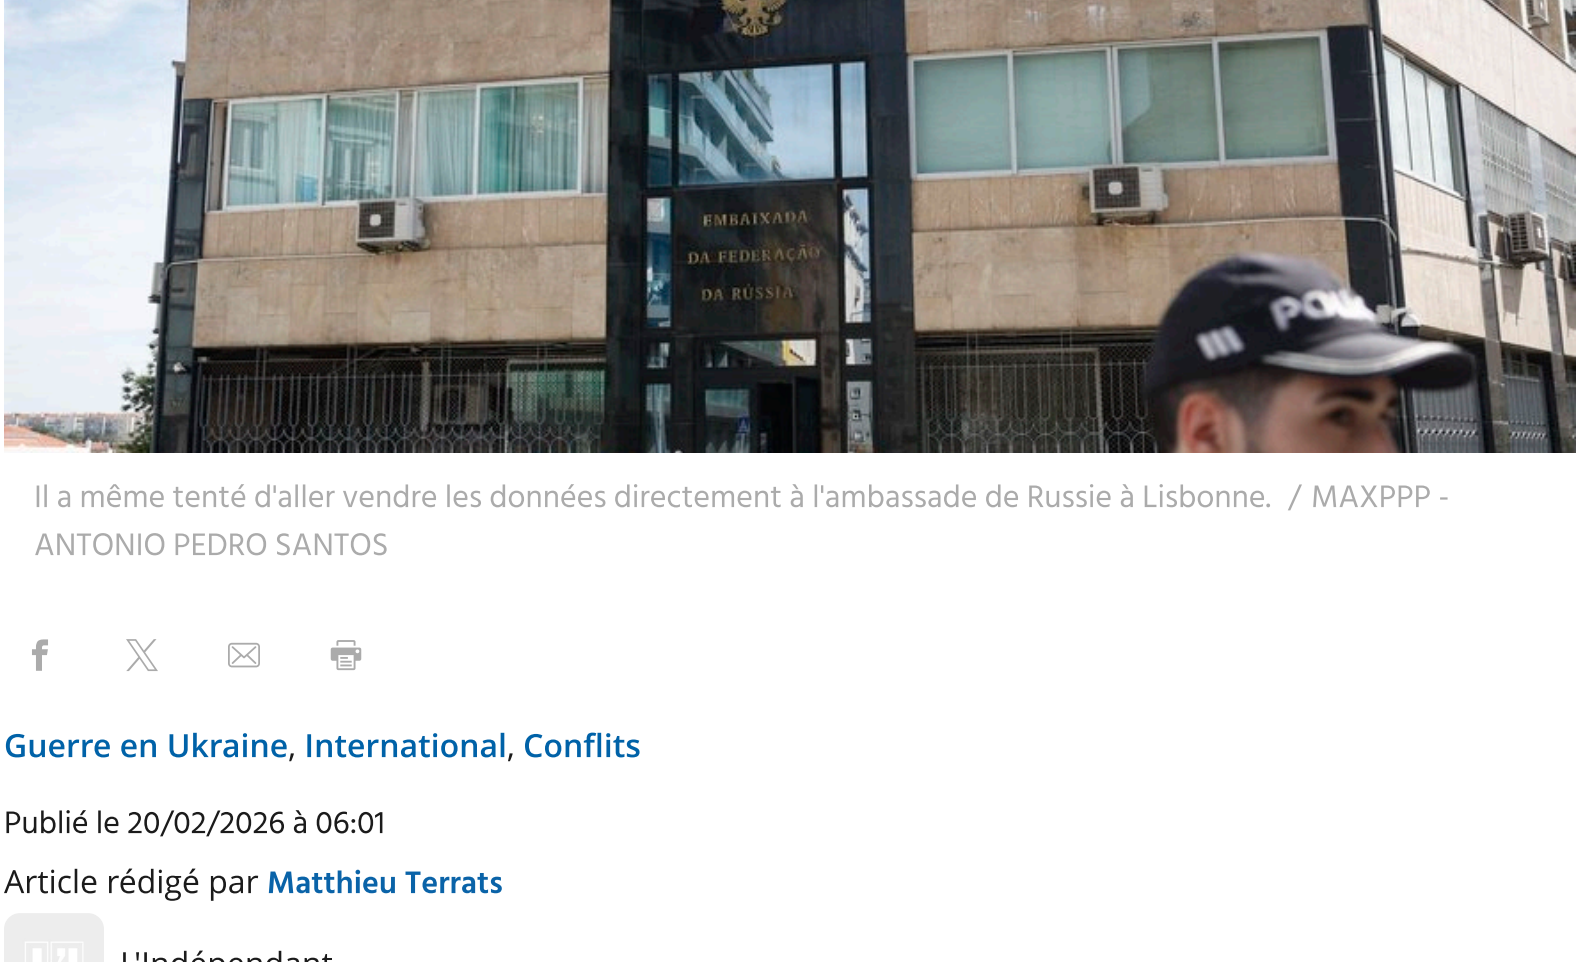 EMBAIXADA
DA FEDERAÇÃO
DA RÚSSIA
Il a même tenté d'aller vendre les données directement à l'ambassade de Russie à Lisbonne. / MAXPPP -
ANTONIO PEDRO SANTOS
Guerre en Ukraine, International, Conflits
Publié le 20/02/2026 à 06:01
Article rédigé par Matthieu Terrats
L'Indépendant